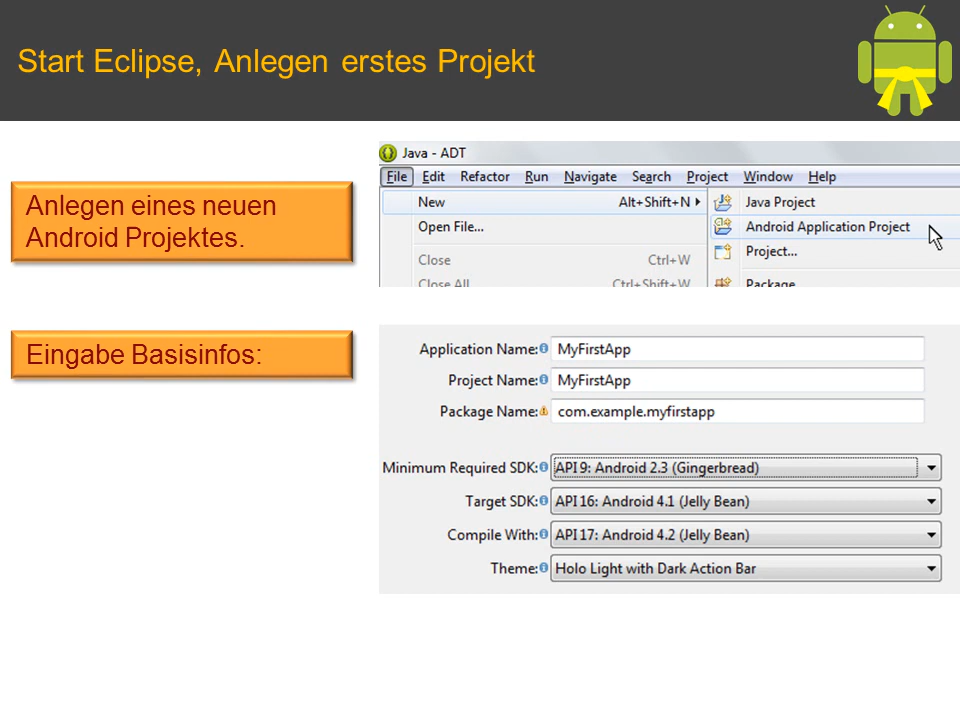 Start Eclipse, Anlegen erstes Projekt
Anlegen eines neuen
Android Projektes.
Java - ADT
File Edit Refactor Run Navigate Search Project Window Help
New Alt+Shift+N
Open File...
Close Ctrl+W
Close All Ctrl+Shift+W
Java Project
Android Application Project
Project...
Package
Eingabe Basisinfos:
Application Name: MyFirstApp
Project Name: MyFirstApp
Package Name: com.example.myfirstapp
Minimum Required SDK: API 9: Android 2.3 (Gingerbread)
Target SDK: API 16: Android 4.1 (Jelly Bean)
Compile With: API 17: Android 4.2 (Jelly Bean)
Theme: Holo Light with Dark Action Bar